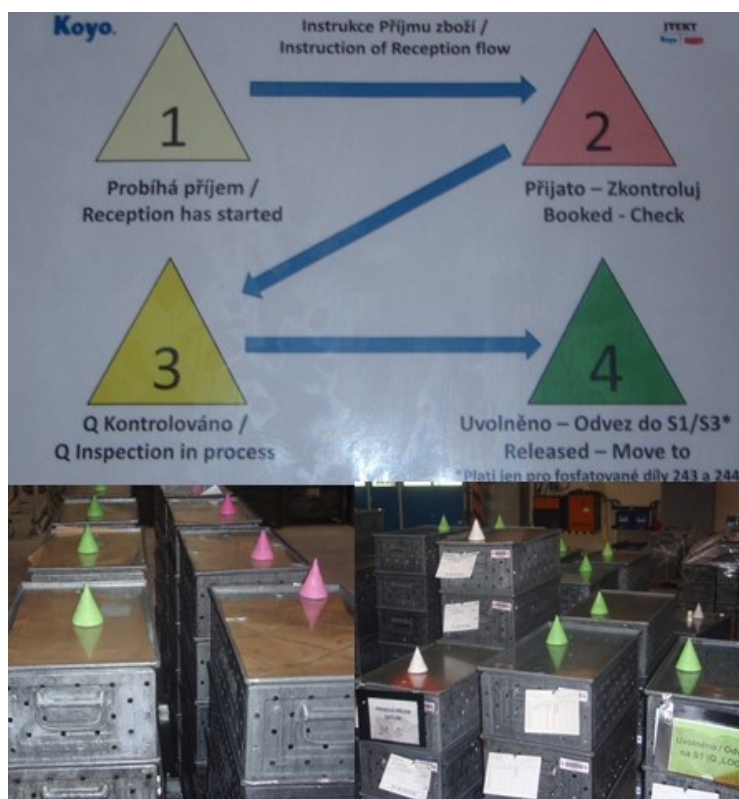 Koyo.
Instrukce Příjmu zboží /
Instruction of Reception flow
JTEKT
Koyo
1
2
Probíhá příjem /
Reception has started
Přijato – Zkontroluj
Booked - Check
3
4
Q Kontrolováno /
Q Inspection in process
Uvolněno – Odvez do S1/S3*
Released – Move to
*Platí jen pro fosfatované díly 243 a 244
Uvolněno / Odv
na S1 (Q ,LOG